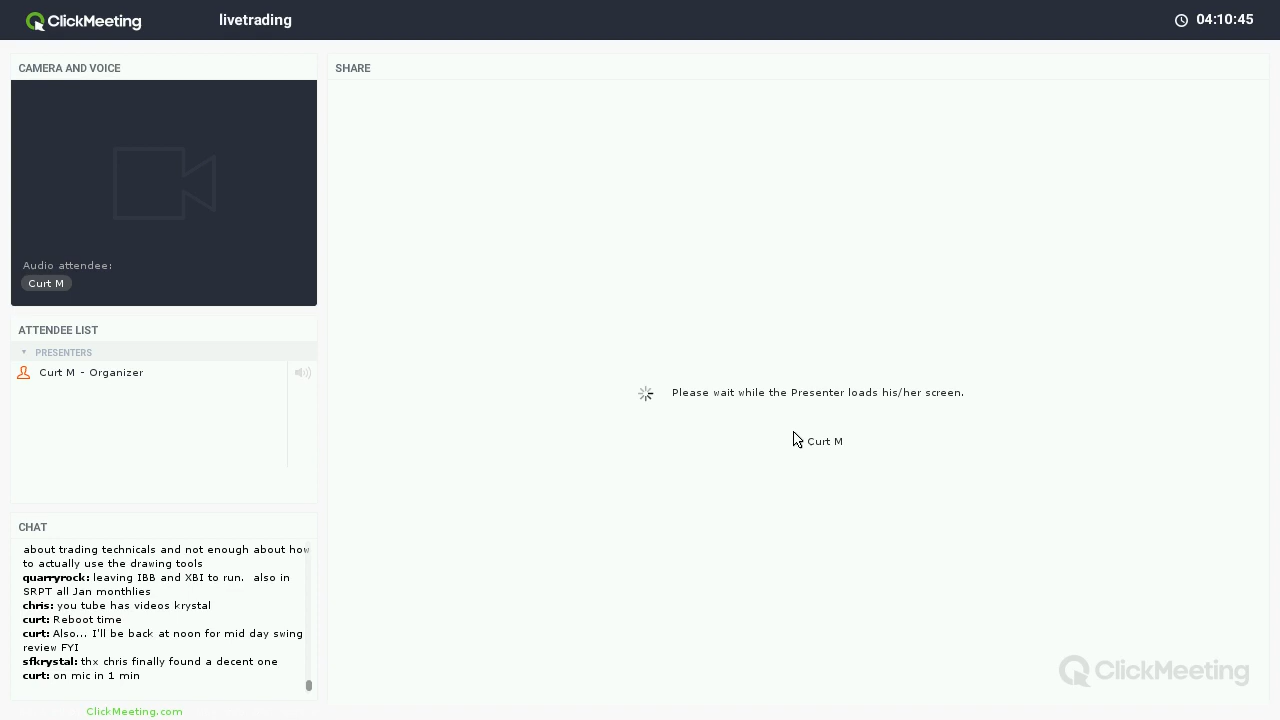 ClickMeeting
livetrading
04:10:45
CAMERA AND VOICE
Audio attendee:
Curt M
ATTENDEE LIST
PRESENTERS
Curt M - Organizer
CHAT
about trading technicals and not enough about how
to actually use the drawing tools
quarryrock: leaving IBB and XBI to run. also in
SRPT all Jan monthlies
chris: you tube has videos krystal
curt: Reboot time
curt: Also... I'll be back at noon for mid day swing
review FYI
sfkrystal: thx chris finally found a decent one
curt: on mic in 1 min
ClickMeeting.com
SHARE
Please wait while the Presenter loads his/her screen.
Curt M
ClickMeeting